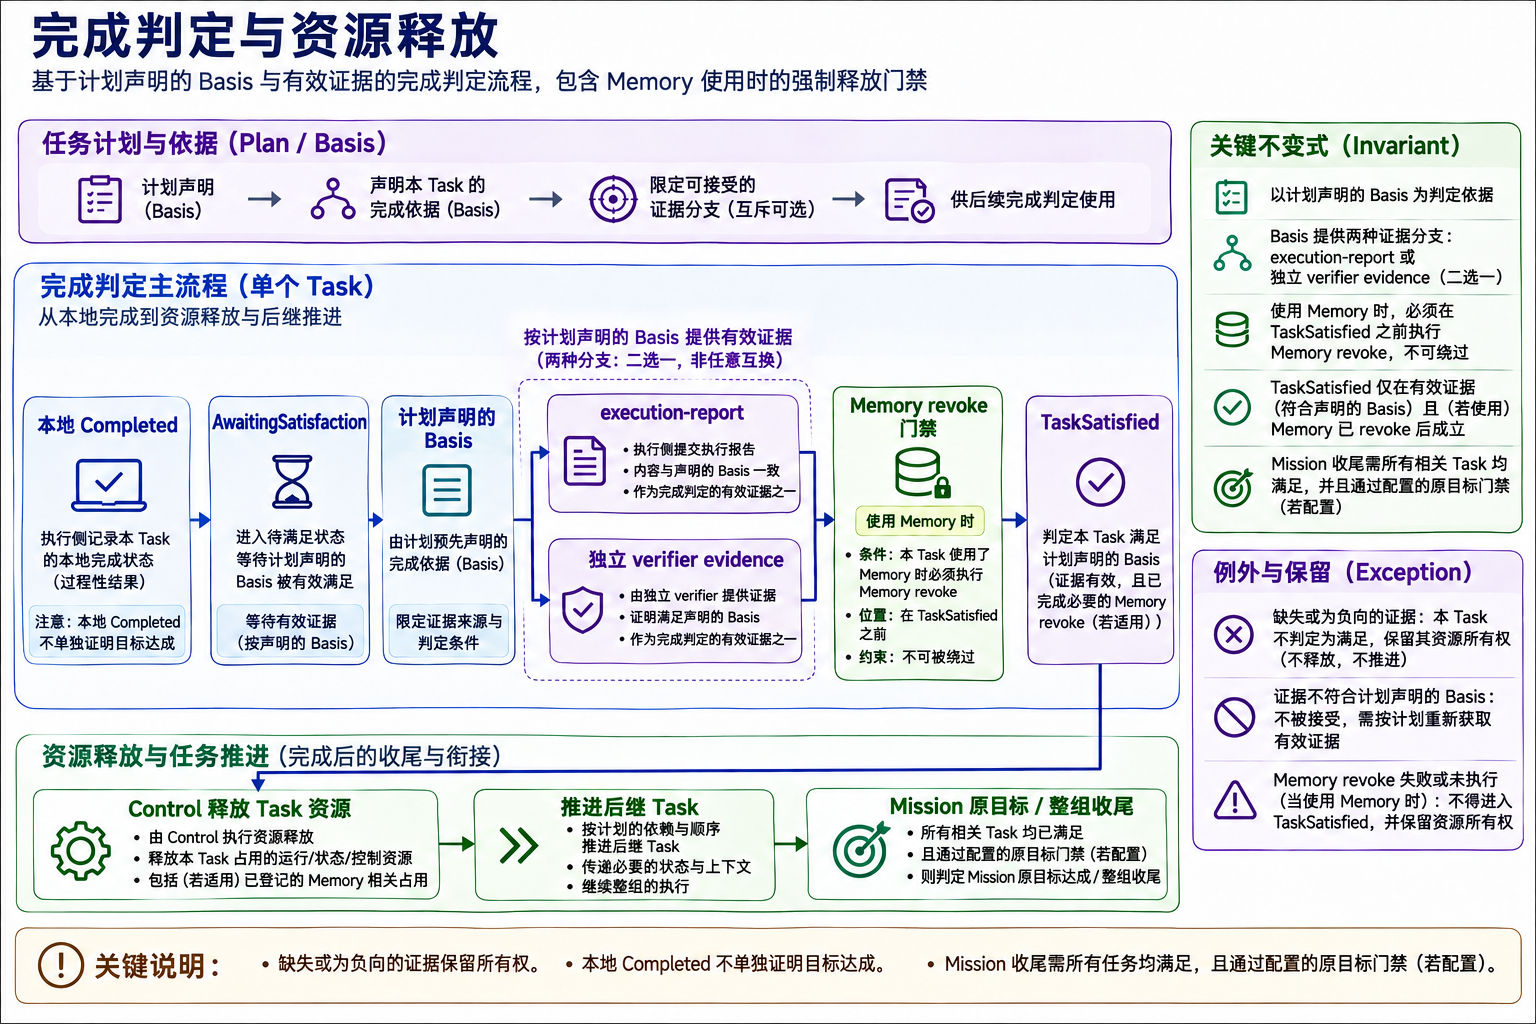 完成判定与资源释放
基于计划声明的 Basis 与有效证据的完成判定流程，包含 Memory 使用时的强制释放门禁
任务计划与依据（Plan / Basis）
计划声明
（Basis）
声明本 Task 的
完成依据 (Basis)
限定可接受的
证据分支（互斥可选）
供后续完成判定使用
完成判定主流程（单个 Task）
从本地完成到资源释放与后继推进
按计划声明的 Basis 提供有效证据
（两种分支：二选一，非任意互换）
本地 Completed
执行侧记录本 Task
的本地完成状态
（过程性结果）
注意：本地 Completed
不单独证明目标达成
AwaitingSatisfaction
进入待满足状态
等待计划声明的
Basis 被有效满足
等待有效证据
（按声明的 Basis）
计划声明的
Basis
由计划预先声明的
完成依据 (Basis)
限定证据来源与
判定条件
execution-report
• 执行侧提交执行报告
• 内容与声明的 Basis 一致
• 作为完成判定的有效证据之一
独立 verifier evidence
• 由独立 verifier 提供证据
• 证明满足声明的 Basis
• 作为完成判定的有效证据之一
Memory revoke
门禁
使用 Memory 时
• 条件：本 Task 使用了
Memory 时必须执行
Memory revoke
• 位置：在 TaskSatisfied
之前
• 约束：不可被绕过
TaskSatisfied
判定本 Task 满足
计划声明的 Basis
（证据有效，且已
完成必要的 Memory
revoke（若适用））
资源释放与任务推进（完成后的收尾与衔接）
Control 释放 Task 资源
• 由 Control 执行资源释放
• 释放本 Task 占用的运行/状态/控制资源
• 包括 (若适用) 已登记的 Memory 相关占用
推进后继 Task
• 按计划的依赖与顺序
推进后继 Task
• 传递必要的状态与上下文
• 继续整组的执行
Mission 原目标 / 整组收尾
• 所有相关 Task 均已满足
• 且通过配置的原目标门禁（若配置）
• 则判定 Mission 原目标达成 / 整组收尾
关键不变式（Invariant）
以计划声明的 Basis 为判定依据
Basis 提供两种证据分支：
execution-report 或
独立 verifier evidence（二选一）
使用 Memory 时，必须在
TaskSatisfied 之前执行
Memory revoke，不可绕过
TaskSatisfied 仅在有效证据
（符合声明的 Basis）且（若使用）
Memory 已 revoke 后成立
Mission 收尾需所有相关 Task 均
满足，并且通过配置的原目标门禁
（若配置）
例外与保留（Exception）
缺失或为负向的证据：本 Task
不判定为满足，保留其资源所有权
（不释放，不推进）
证据不符合计划声明的 Basis：
不被接受，需按计划重新获取
有效证据
Memory revoke 失败或未执行
（当使用 Memory 时）：不得进入
TaskSatisfied，并保留资源所有权
关键说明：
• 缺失或为负向的证据保留所有权。
• 本地 Completed 不单独证明目标达成。
• Mission 收尾需所有任务均满足，且通过配置的原目标门禁（若配置）。